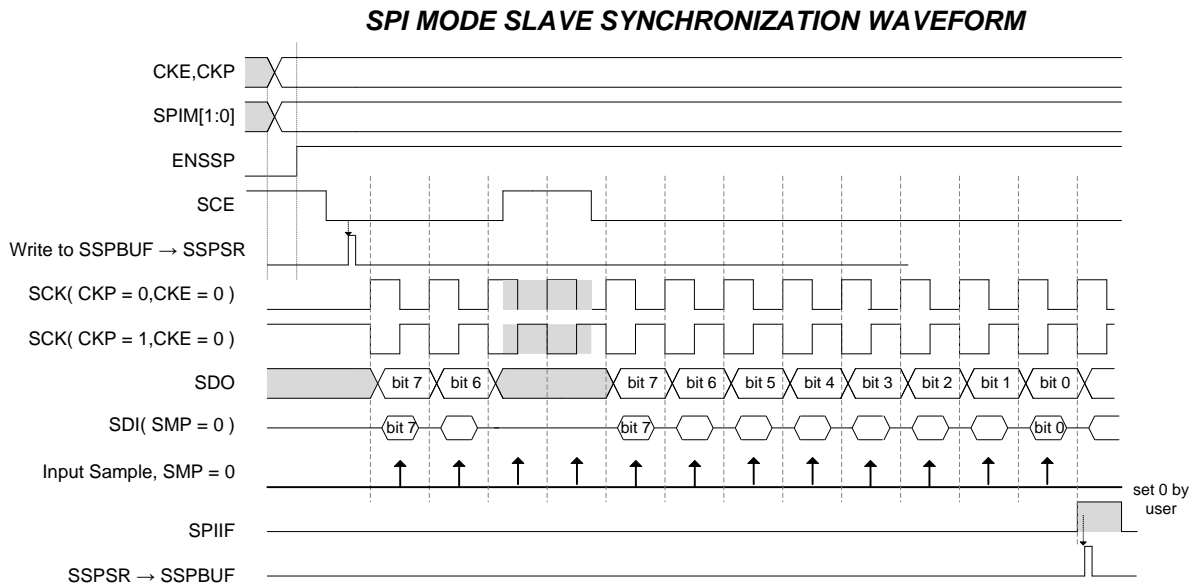 SPI MODE SLAVE SYNCHRONIZATION WAVEFORM
CKE,CKP
SPIM[1:0]
ENSSP
SCE
Write to SSPBUF → SSPSR
SCK( CKP = 0,CKE = 0 )
SCK( CKP = 1,CKE = 0 )
SDO bit 7 bit 6 bit 7 bit 6 bit 5 bit 4 bit 3 bit 2 bit 1 bit 0
SDI( SMP = 0 ) bit 7 bit 7 bit 0
Input Sample, SMP = 0
set 0 by
user
SPIIF
SSPSR → SSPBUF